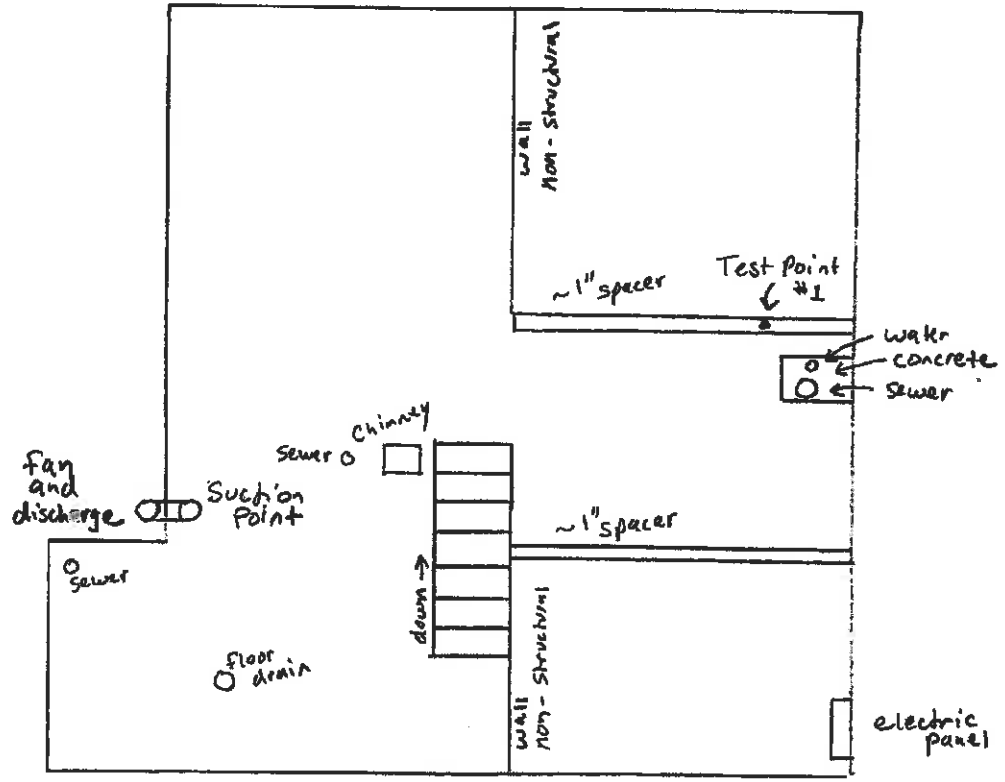 wall
non-structural
Test Point
#1
~1" spacer
water
concrete
sewer
Chimney
sewer
fan
and
discharge
Suction
Point
~1" spacer
sewer
down →
floor
drain
wall
non-structural
electric
panel